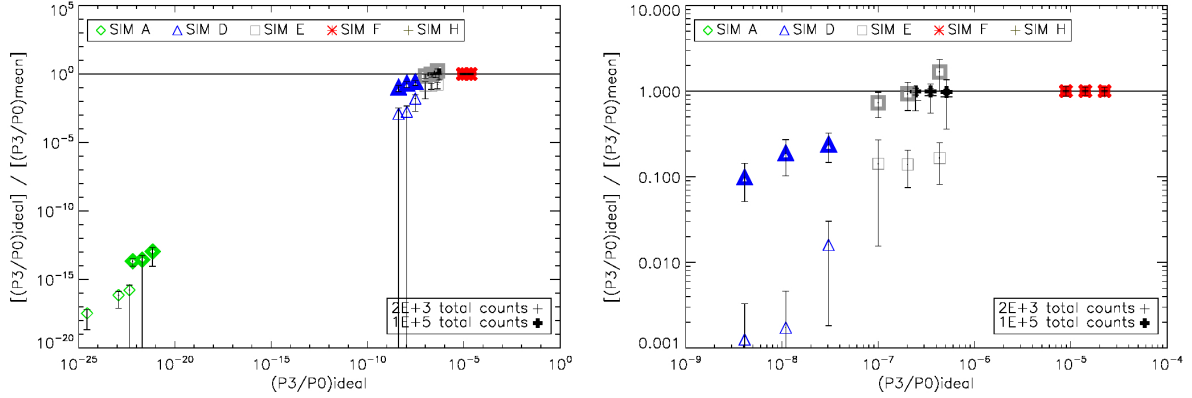 [(P3/P0)ideal] / [(P3/P0)mean]
10^5
10^0
10^-5
10^-10
10^-15
10^-20
SIM A SIM D SIM E SIM F SIM H
2E+3 total counts
1E+5 total counts
10^-25 10^-20 10^-15 10^-10 10^-5 10^0
(P3/P0)ideal
[(P3/P0)ideal] / [(P3/P0)mean]
10.000
1.000
0.100
0.010
0.001
SIM A SIM D SIM E SIM F SIM H
2E+3 total counts
1E+5 total counts
10^-9 10^-8 10^-7 10^-6 10^-5 10^-4
(P3/P0)ideal